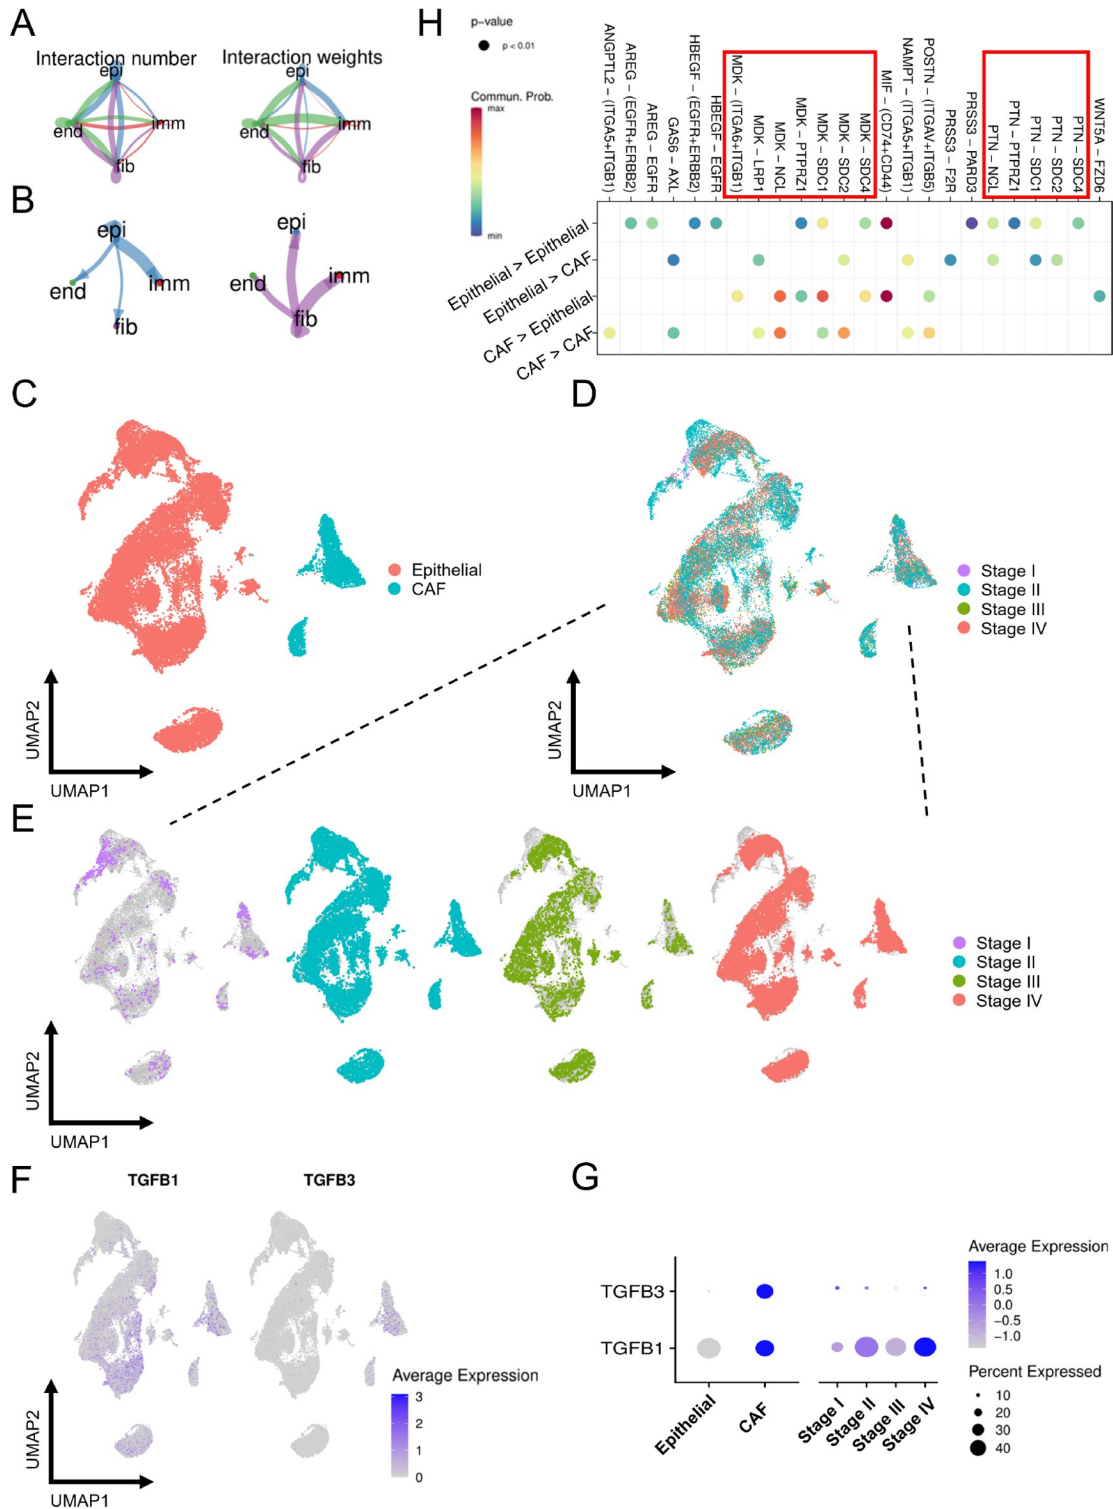 A
Interaction number
epi
end
imm
fib
Interaction weights
epi
end
imm
fib
B
epi
end
imm
fib
epi
end
imm
fib
H
p-value
p < 0.01
Commun. Prob.
max
min
ANGPTL2 – (ITGA5+ITGB1)
AREG – (EGFR+ERBB2)
AREG – EGFR
GAS6 – AXL
HBEGF – (EGFR+ERBB2)
HBEGF – EGFR
MDK – (ITGA6+ITGB1)
MDK – LRP1
MDK – NCL
MDK – PTPRZ1
MDK – SDC1
MDK – SDC2
MDK – SDC4
MIF – (CD74+CD44)
NAMPT – (ITGA5+ITGB1)
POSTN – (ITGAV+ITGB5)
PRSS3 – F2R
PRSS3 – PARD3
PTN – NCL
PTN – PTPRZ1
PTN – SDC1
PTN – SDC2
PTN – SDC4
WNT5A – FZD6
Epithelial > Epithelial
Epithelial > CAF
CAF > Epithelial
CAF > CAF
C
Epithelial
CAF
UMAP2
UMAP1
D
Stage I
Stage II
Stage III
Stage IV
UMAP2
UMAP1
E
Stage I
Stage II
Stage III
Stage IV
UMAP2
UMAP1
F
TGFB1
TGFB3
Average Expression
3
2
1
0
UMAP2
UMAP1
G
TGFB3
TGFB1
Epithelial
CAF
Stage I
Stage II
Stage III
Stage IV
Average Expression
1.0
0.5
0.0
−0.5
−1.0
Percent Expressed
10
20
30
40